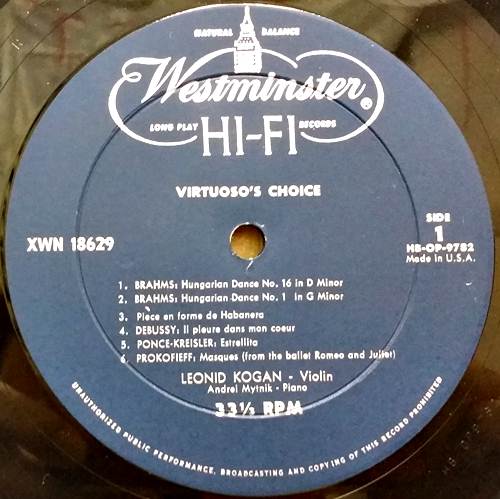 NATURAL BALANCE
Westminster®
LONG PLAY RECORDS
HI-FI
VIRTUOSO'S CHOICE
XWN 18629
SIDE
1
HB-OP-9782
Made in U.S.A.
1. BRAHMS: Hungarian Dance No. 16 in D Minor
2. BRAHMS: Hungarian Dance No. 1 in G Minor
3. Pièce en forme de Habanera
4. DEBUSSY: Il pleure dans mon coeur
5. PONCE-KREISLER: Estrellita
6. PROKOFIEFF: Masques (from the ballet Romeo and Juliet)
LEONID KOGAN - Violin
Andrei Mytnik - Piano
33⅓ RPM
UNAUTHORIZED PUBLIC PERFORMANCE, BROADCASTING AND COPYING OF THIS RECORD PROHIBITED